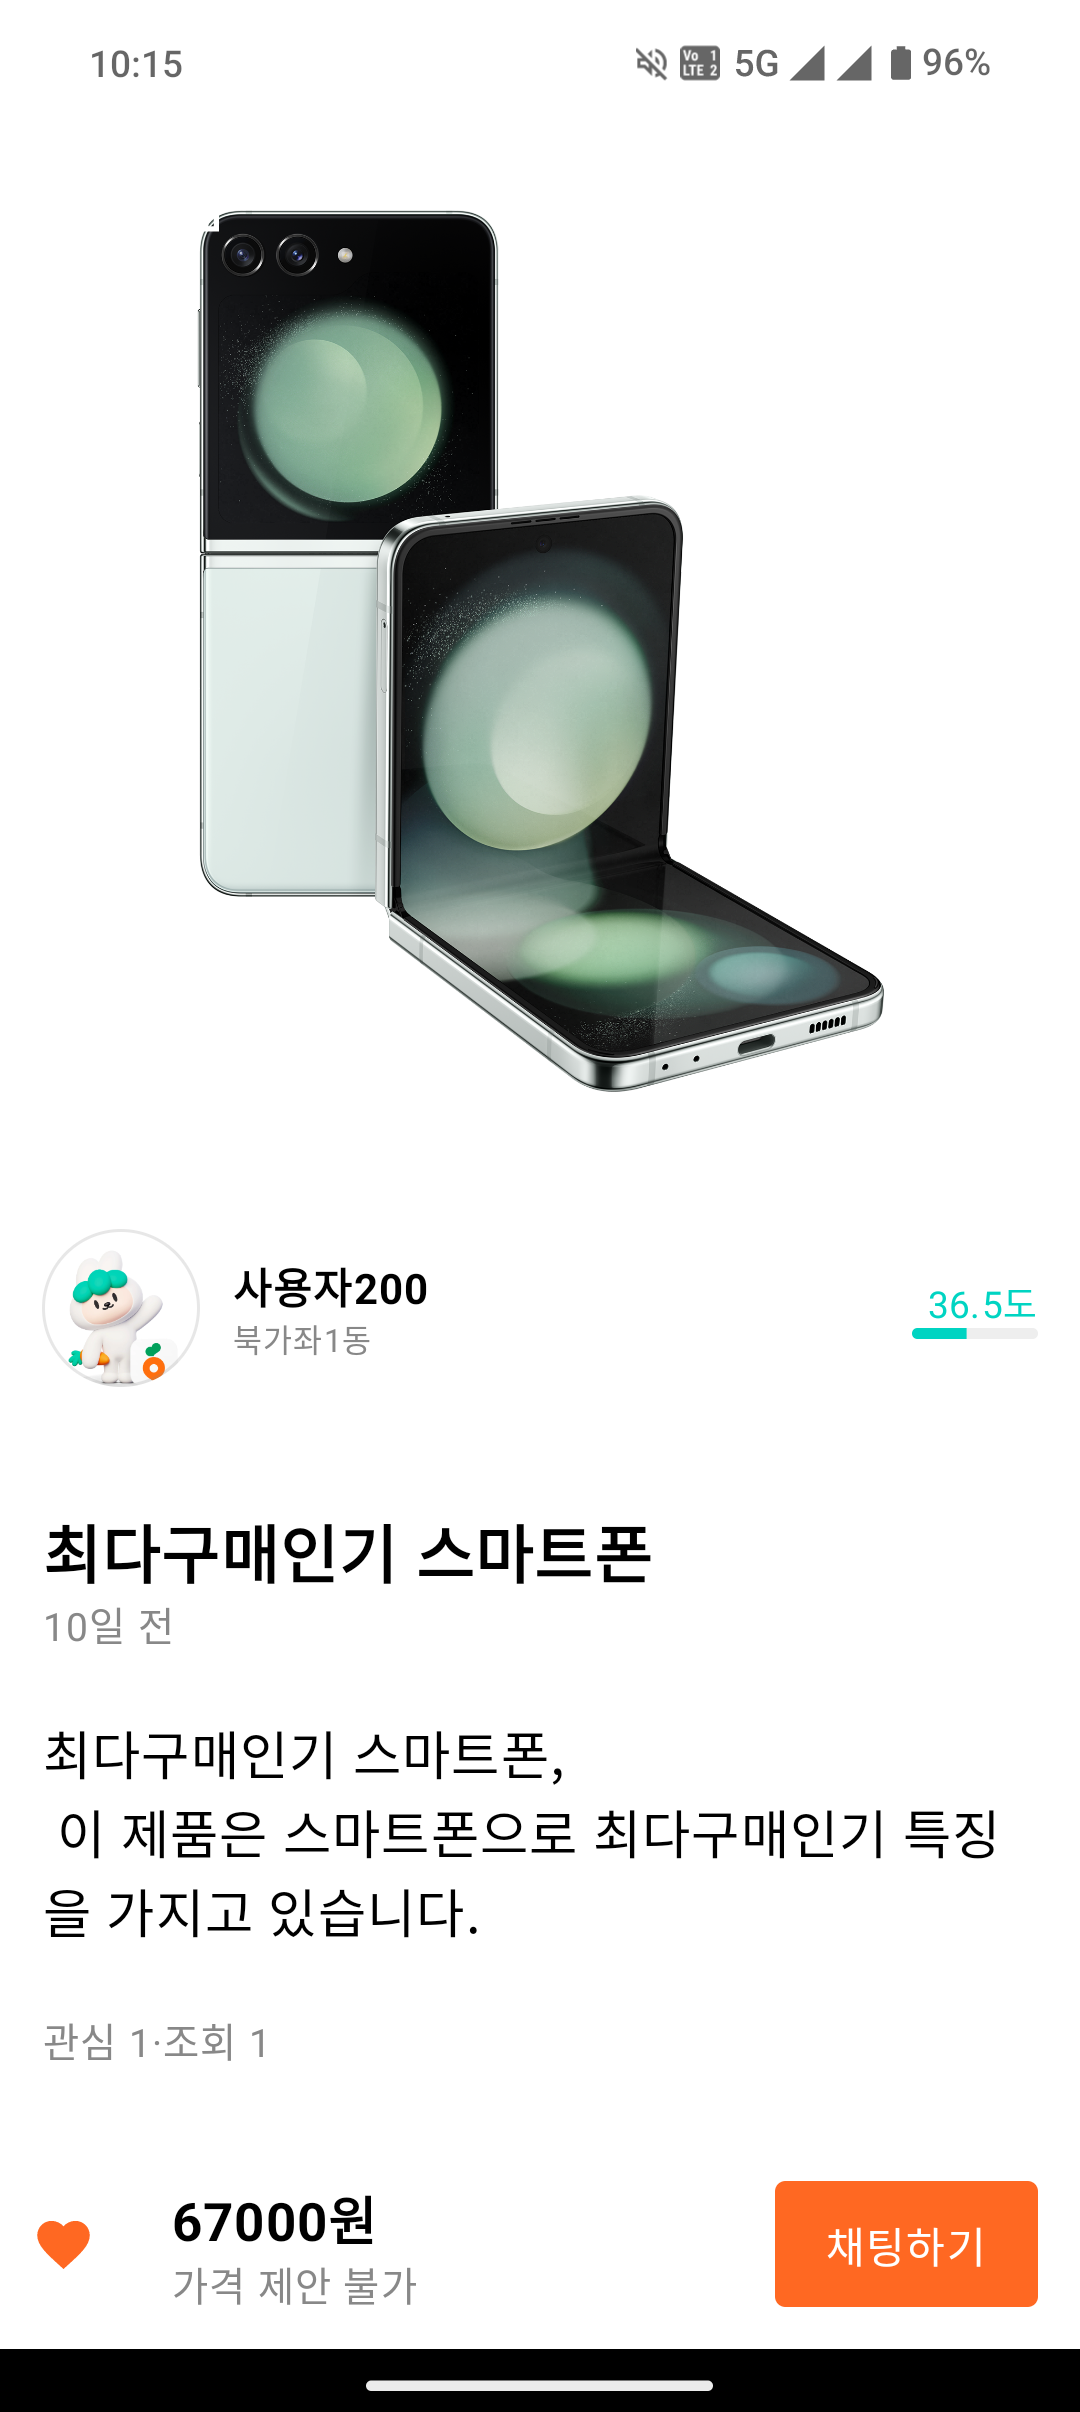 10:15
Vo 1
LTE 2
5G
96%
사용자200
북가좌1동
36.5도
최다구매인기 스마트폰
10일 전
최다구매인기 스마트폰,
이 제품은 스마트폰으로 최다구매인기 특징
을 가지고 있습니다.
관심 1·조회 1
67000원
가격 제안 불가
채팅하기